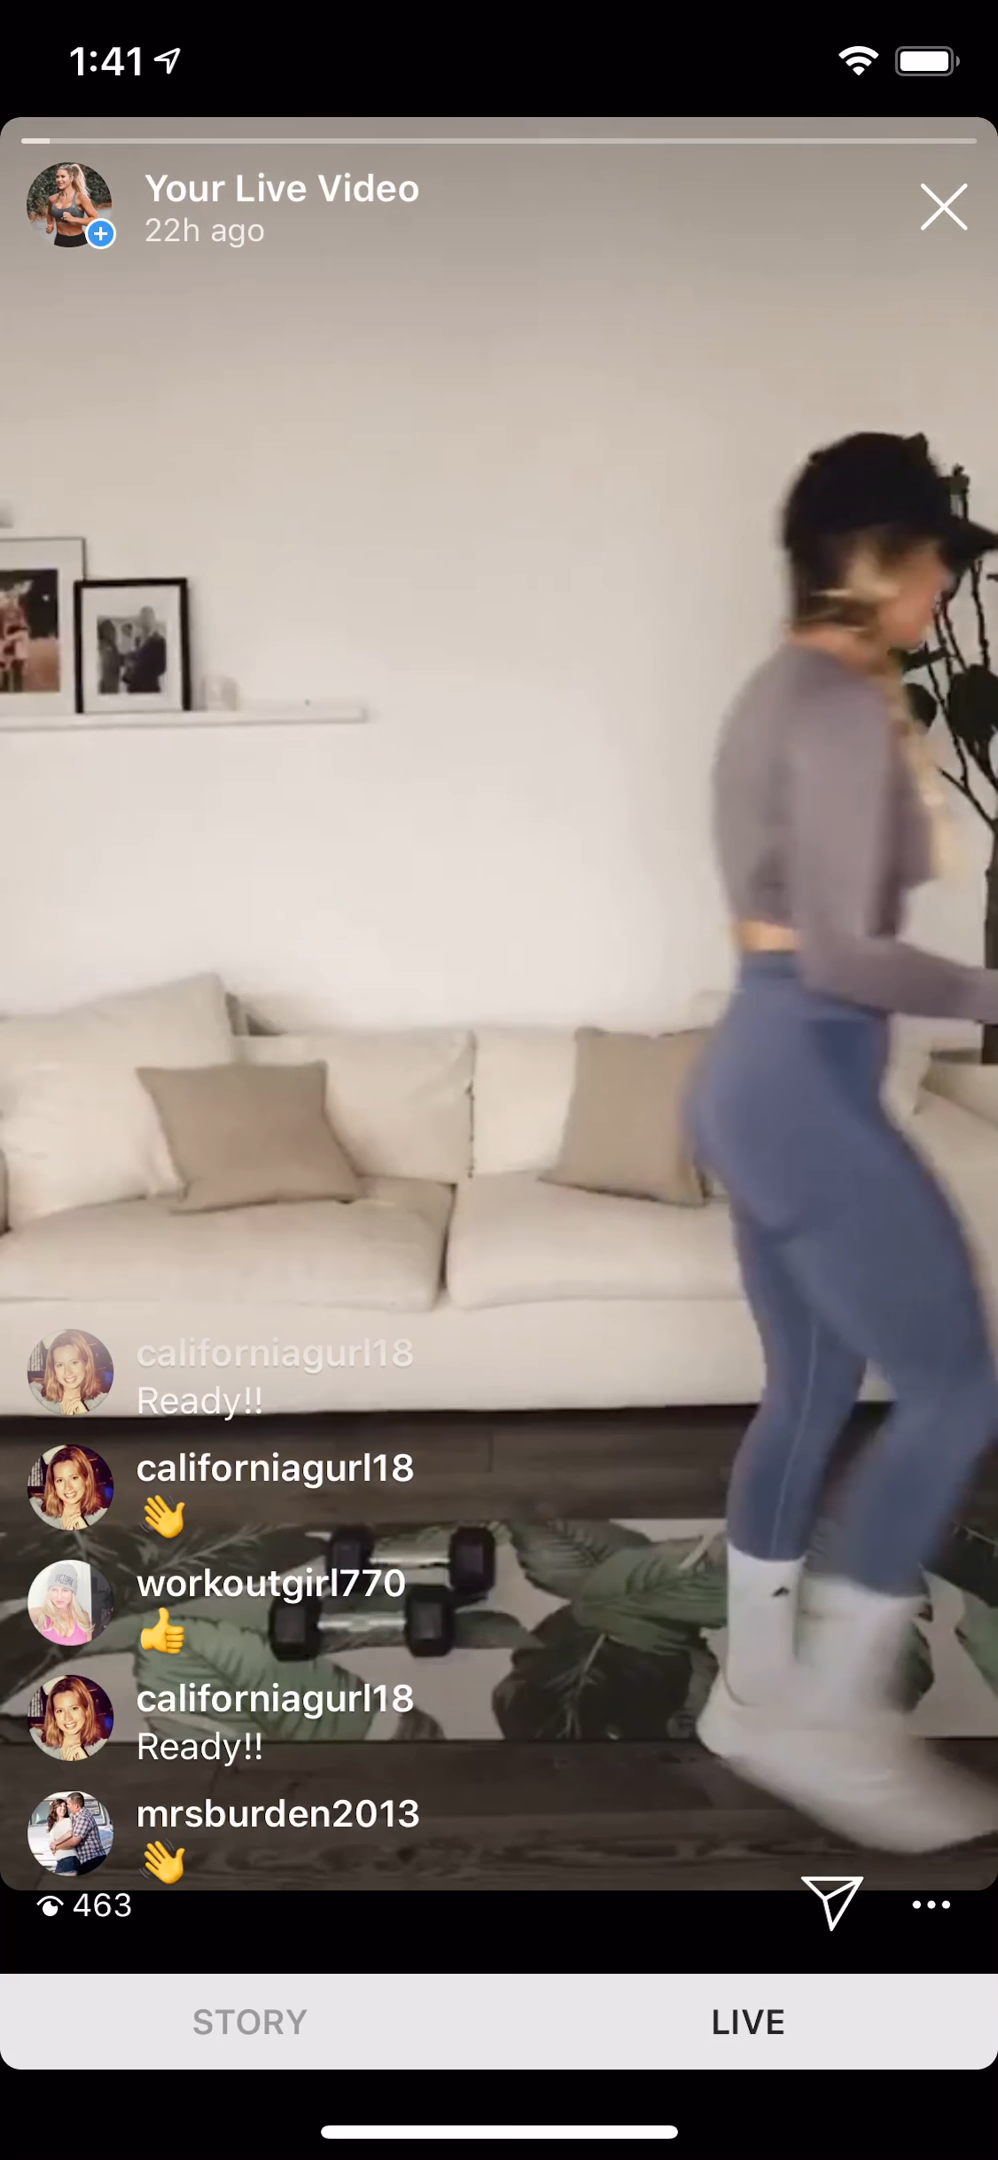 1:41
Your Live Video
22h ago
californiagurl18
Ready!!
californiagurl18
👋
workoutgirl770
👍
californiagurl18
Ready!!
mrsburden2013
👋
463
STORY
LIVE